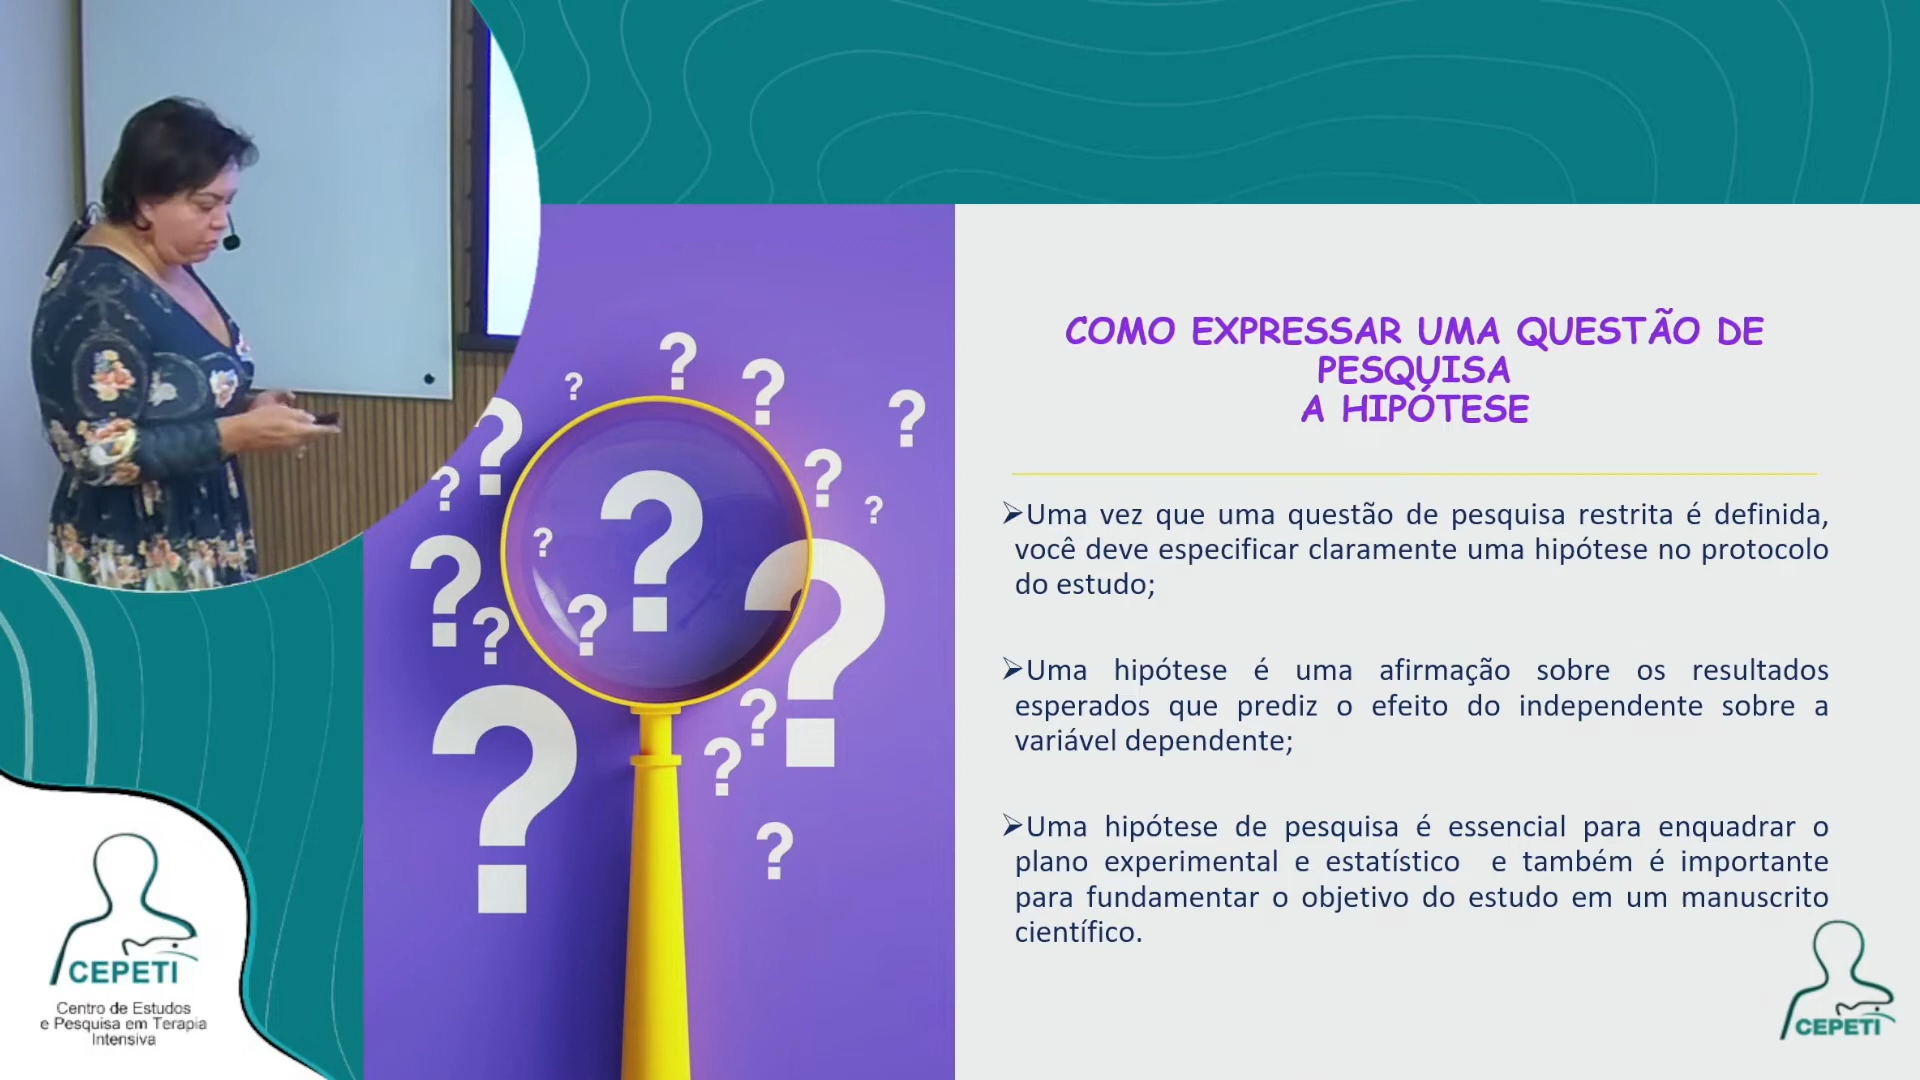 COMO EXPRESSAR UMA QUESTÃO DE
PESQUISA
A HIPÓTESE
➢Uma vez que uma questão de pesquisa restrita é definida,
você deve especificar claramente uma hipótese no protocolo
do estudo;
➢Uma hipótese é uma afirmação sobre os resultados
esperados que prediz o efeito do independente sobre a
variável dependente;
➢Uma hipótese de pesquisa é essencial para enquadrar o
plano experimental e estatístico e também é importante
para fundamentar o objetivo do estudo em um manuscrito
científico.
CEPETI
Centro de Estudos
e Pesquisa em Terapia
Intensiva
CEPETI